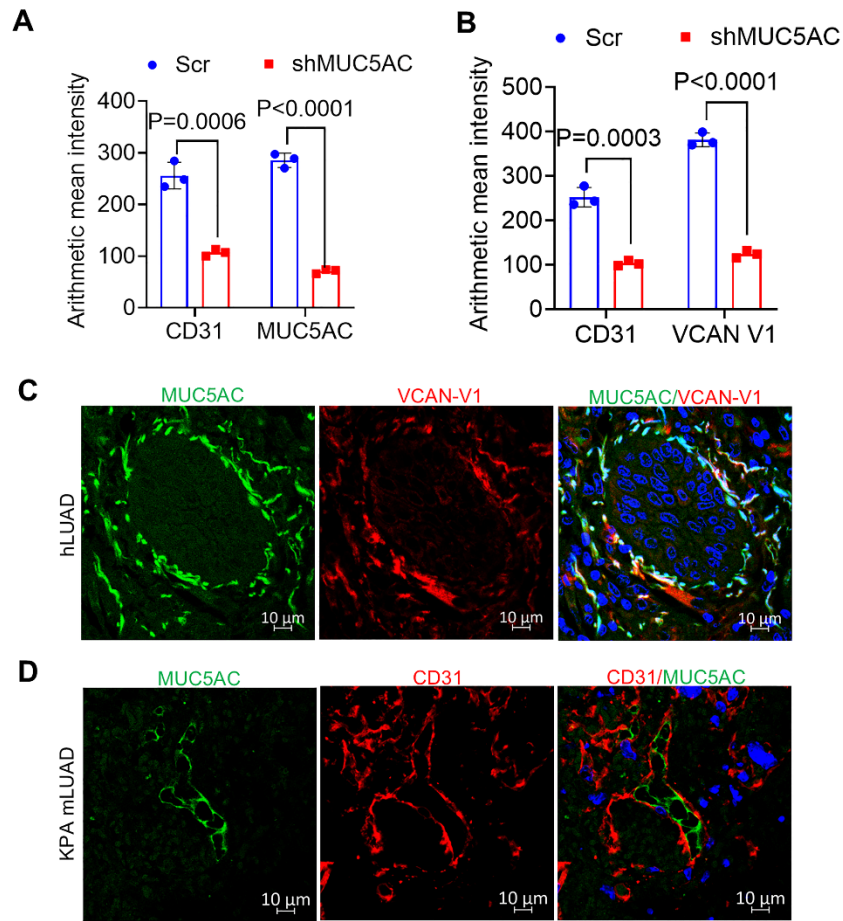 A
Scr
shMUC5AC
Arithmetic mean intensity
400
300
200
100
0
P=0.0006
P<0.0001
CD31
MUC5AC
B
Scr
shMUC5AC
Arithmetic mean intensity
500
400
300
200
100
0
P=0.0003
P<0.0001
CD31
VCAN V1
C
MUC5AC
VCAN-V1
MUC5AC/VCAN-V1
hLUAD
10 µm
10 µm
10 µm
D
MUC5AC
CD31
CD31/MUC5AC
KPA mLUAD
10 µm
10 µm
10 µm